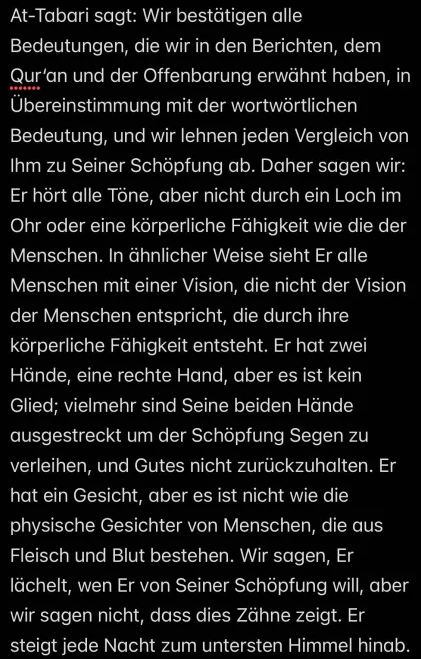 At-Tabari sagt: Wir bestätigen alle
Bedeutungen, die wir in den Berichten, dem
Qur’an und der Offenbarung erwähnt haben, in
Übereinstimmung mit der wortwörtlichen
Bedeutung, und wir lehnen jeden Vergleich von
Ihm zu Seiner Schöpfung ab. Daher sagen wir:
Er hört alle Töne, aber nicht durch ein Loch im
Ohr oder eine körperliche Fähigkeit wie die der
Menschen. In ähnlicher Weise sieht Er alle
Menschen mit einer Vision, die nicht der Vision
der Menschen entspricht, die durch ihre
körperliche Fähigkeit entsteht. Er hat zwei
Hände, eine rechte Hand, aber es ist kein
Glied; vielmehr sind Seine beiden Hände
ausgestreckt um der Schöpfung Segen zu
verleihen, und Gutes nicht zurückzuhalten. Er
hat ein Gesicht, aber es ist nicht wie die
physische Gesichter von Menschen, die aus
Fleisch und Blut bestehen. Wir sagen, Er
lächelt, wen Er von Seiner Schöpfung will, aber
wir sagen nicht, dass dies Zähne zeigt. Er
steigt jede Nacht zum untersten Himmel hinab.